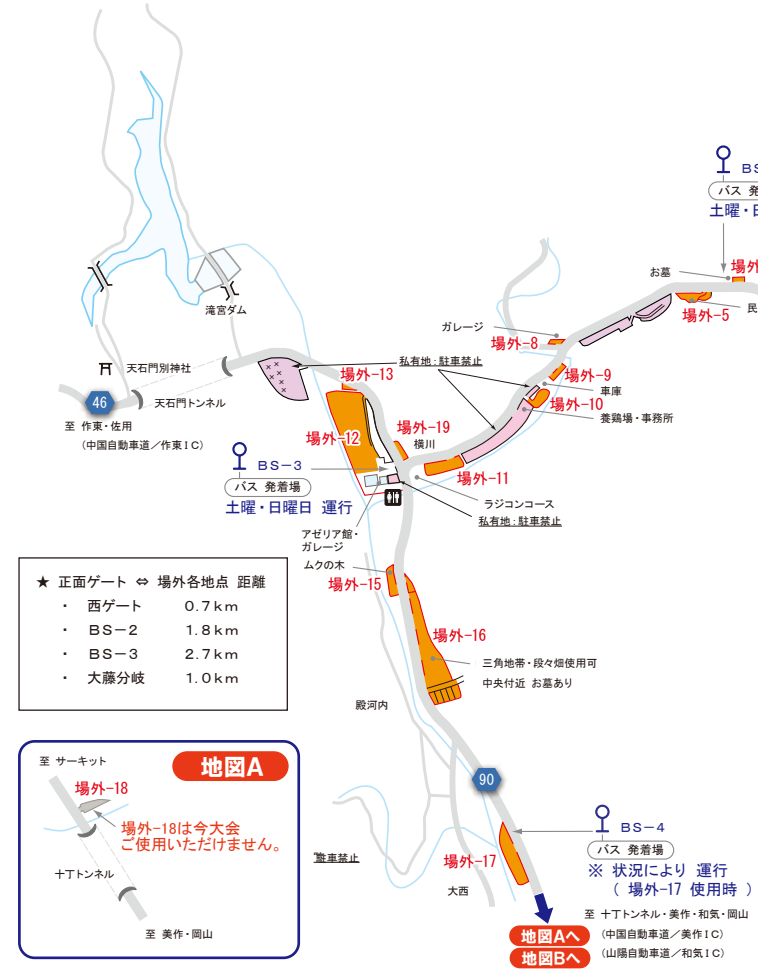 BS
バス 発
土曜・日
場外
お墓
場外-5
民
滝宮ダム
ガレージ
場外-8
天石門別神社
私有地：駐車禁止
場外-13
場外-9
車庫
46
天石門トンネル
場外-10
養鶏場・事務所
至 作東・佐用
（中国自動車道／作東ＩＣ）
場外-12
場外-19
横川
BS－3
バス 発着場
土曜・日曜日 運行
場外-11
ラジコンコース
私有地：駐車禁止
アゼリア館・
ガレージ
ムクの木
場外-15
★ 正面ゲート ⇔ 場外各地点 距離
・ 西ゲート 0.7km
・ BS－2 1.8km
・ BS－3 2.7km
・ 大藤分岐 1.0km
場外-16
三角地帯・段々畑使用可
中央付近 お墓あり
殿河内
90
至 サーキット
地図A
場外-18
場外-18は今大会
ご使用いただけません。
十丁トンネル
至 美作・岡山
駐車禁止
場外-17
大西
BS－4
バス 発着場
※ 状況により 運行
（ 場外-17 使用時 ）
至 十丁トンネル・美作・和気・岡山
地図Aへ
（中国自動車道／美作ＩＣ）
地図Bへ
（山陽自動車道／和気ＩＣ）